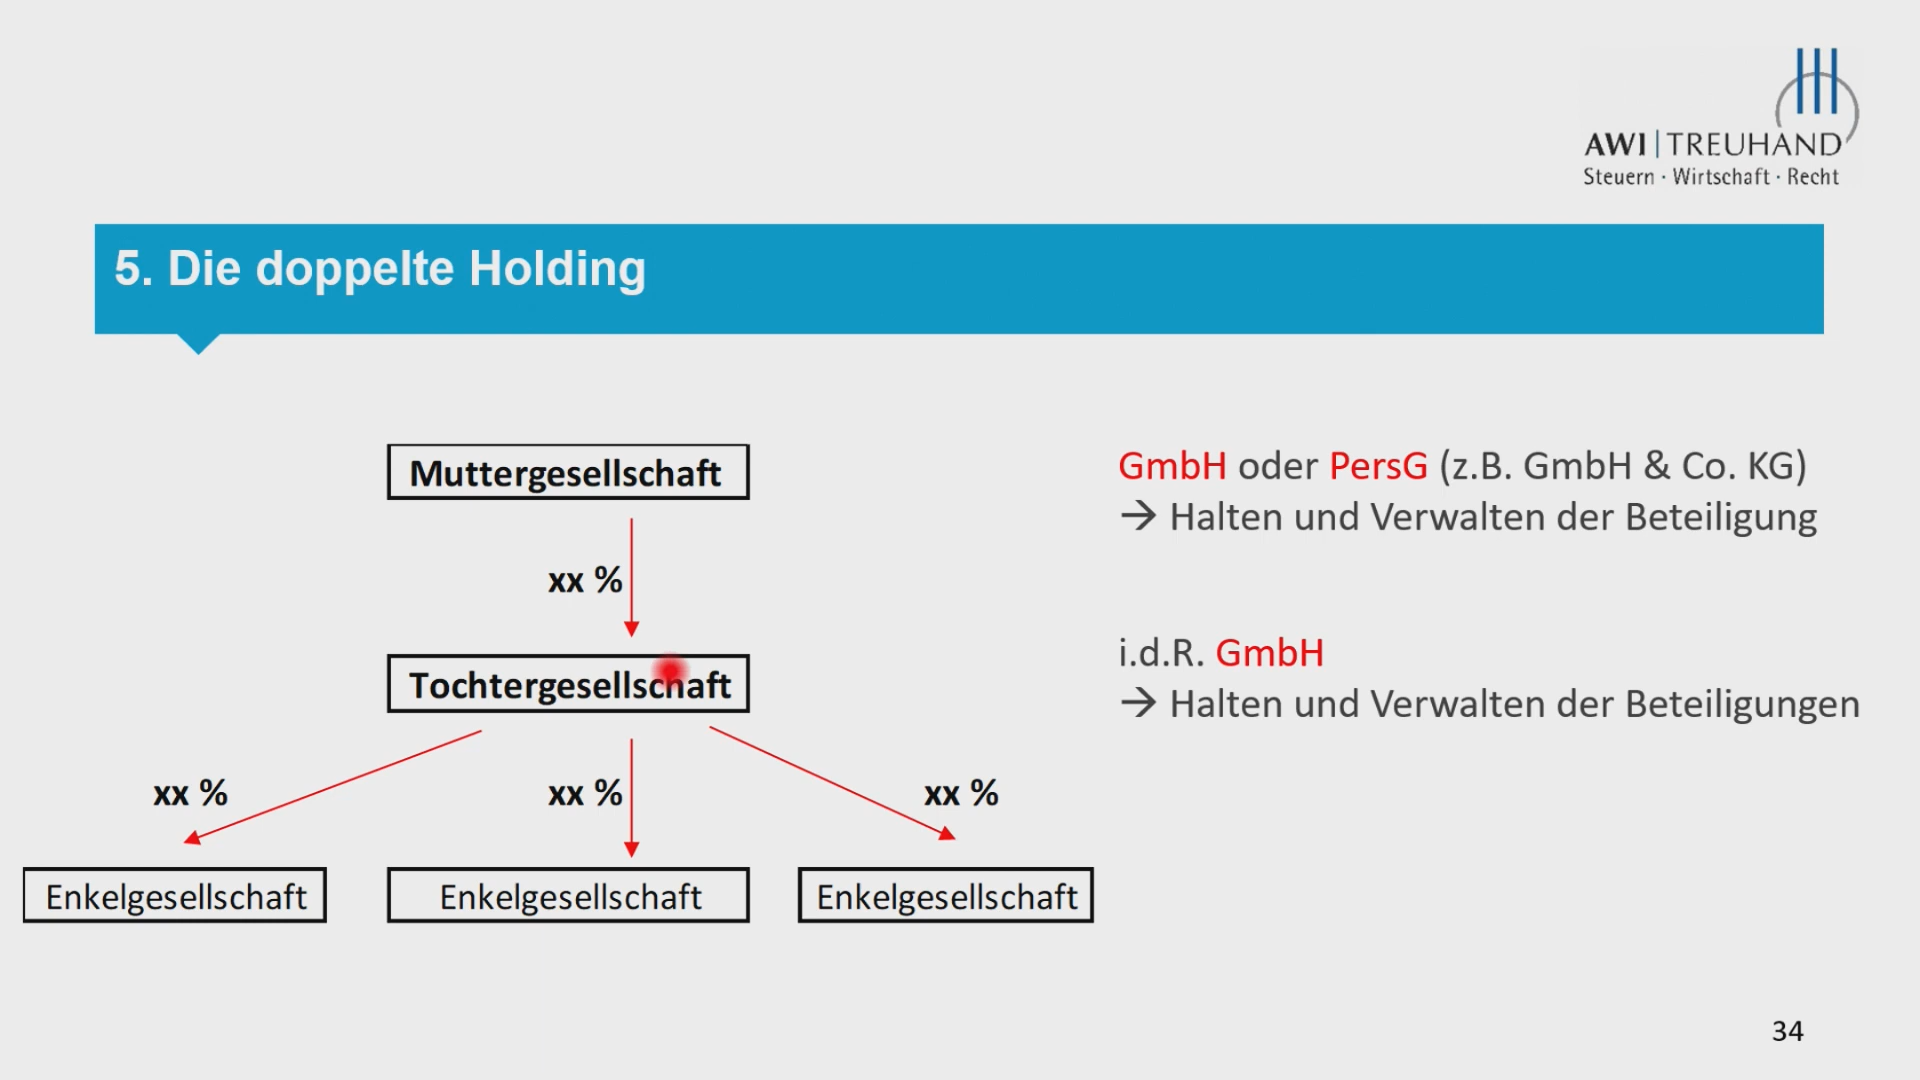 AWI | TREUHAND
Steuern · Wirtschaft · Recht
5. Die doppelte Holding
Muttergesellschaft
GmbH oder PersG (z.B. GmbH & Co. KG)
→ Halten und Verwalten der Beteiligung
xx %
Tochtergesellschaft
i.d.R. GmbH
→ Halten und Verwalten der Beteiligungen
xx %
xx %
xx %
Enkelgesellschaft
Enkelgesellschaft
Enkelgesellschaft
34